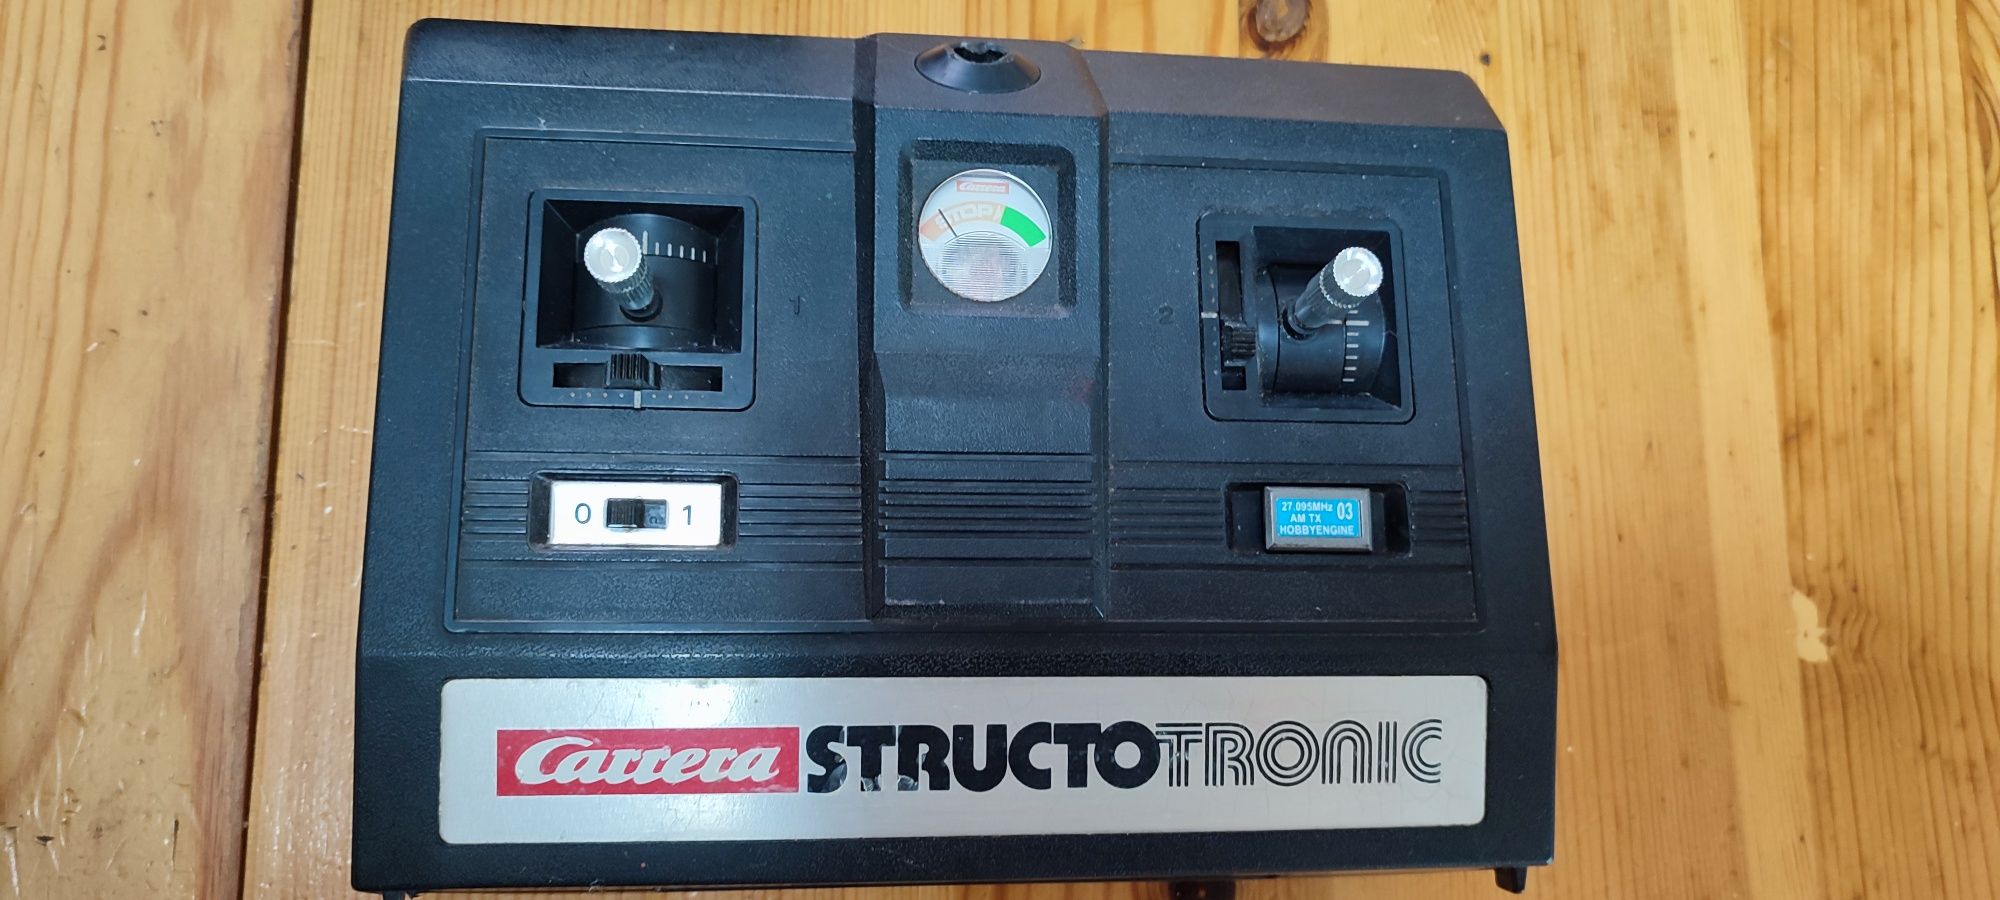 Carrera
STOP
1
2
0 1
27.095MHz 03
AM TX
HOBBYENGINE
Carrera STRUCTOTRONIC